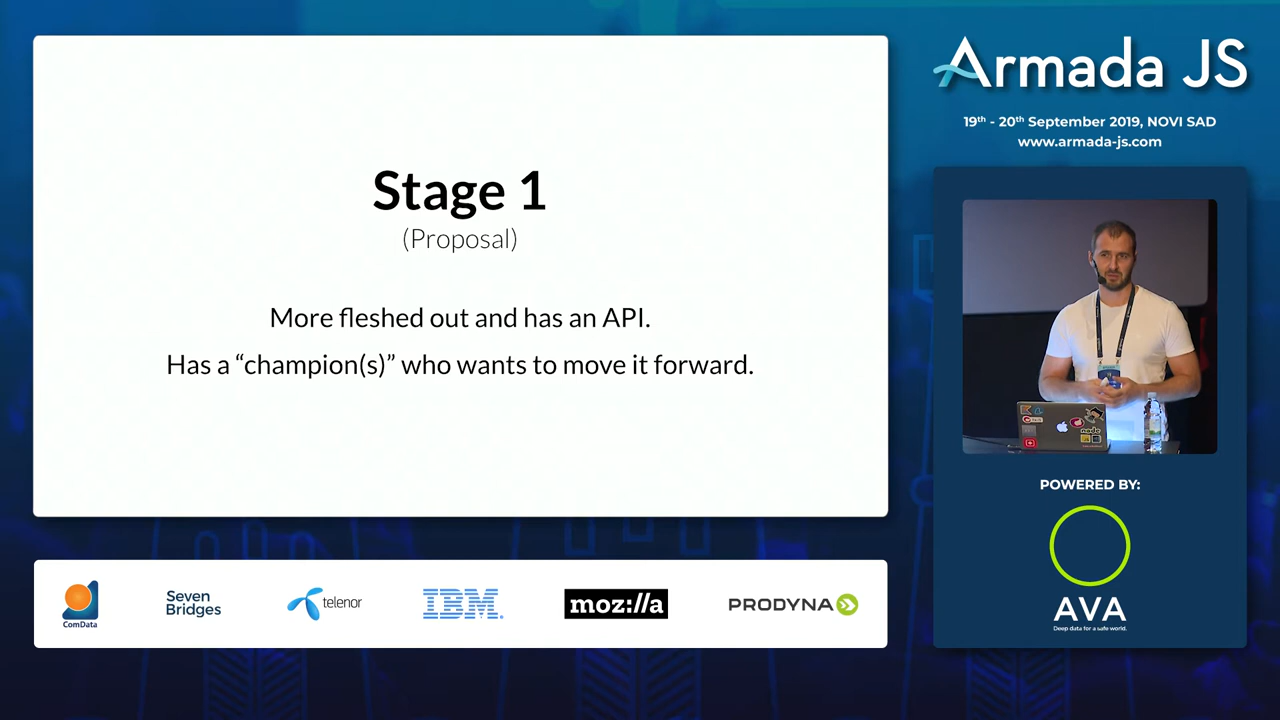 Stage 1
(Proposal)
More fleshed out and has an API.
Has a “champion(s)” who wants to move it forward.
Armada JS
19th - 20th September 2019, NOVI SAD
www.armada-js.com
node
POWERED BY:
AVA
Deep data for a safe world.
ComData
Seven
Bridges
telenor
IBM
moz://a
PRODYNA